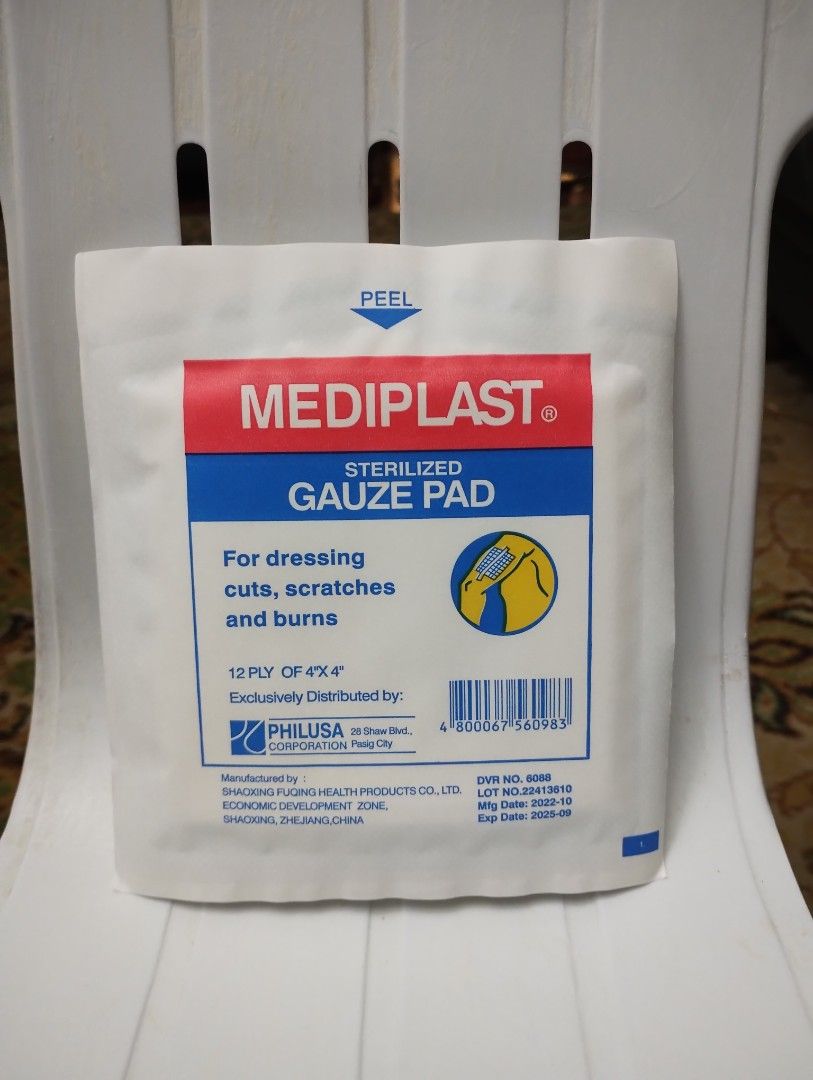 PEEL
MEDIPLAST®
STERILIZED
GAUZE PAD
For dressing
cuts, scratches
and burns
12 PLY OF 4"X 4"
Exclusively Distributed by:
PHILUSA
CORPORATION
28 Shaw Blvd.,
Pasig City
4 800067 560983
Manufactured by :
SHAOXING FUQING HEALTH PRODUCTS CO., LTD.
ECONOMIC DEVELOPMENT ZONE,
SHAOXING, ZHEJIANG,CHINA
DVR NO. 6088
LOT NO.22413610
Mfg Date: 2022-10
Exp Date: 2025-09
1.